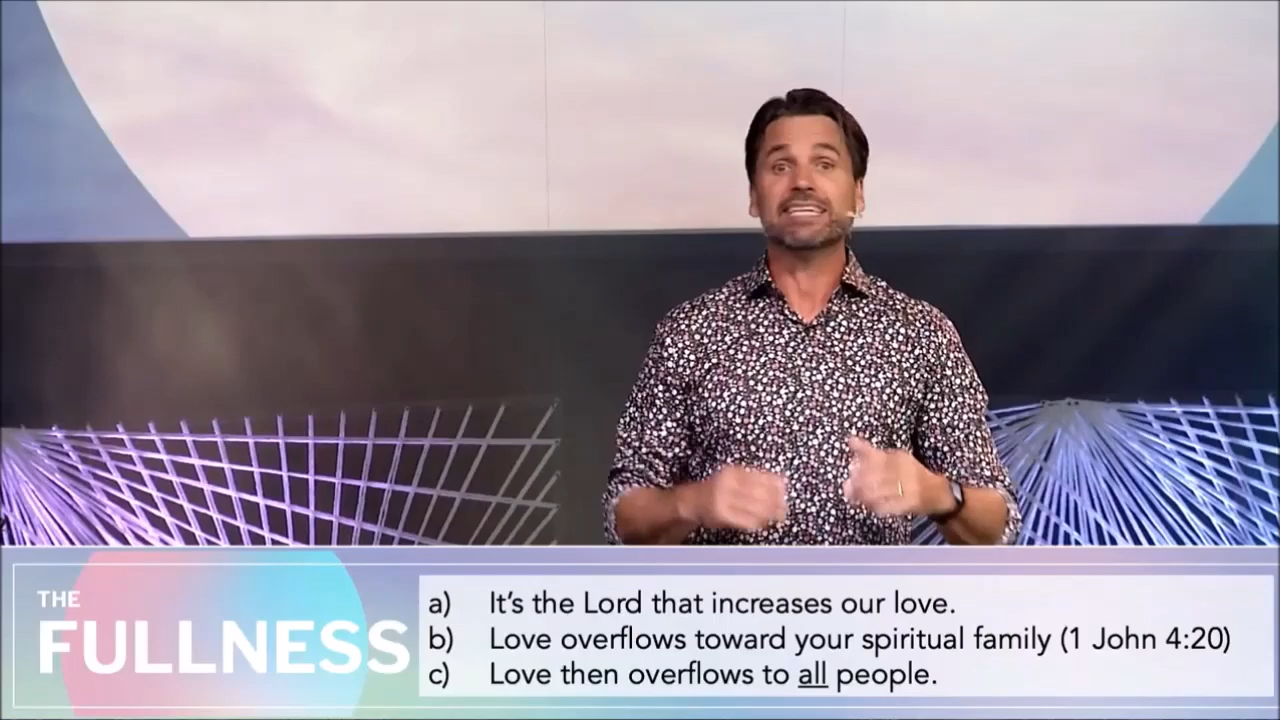 THE
FULLNESS
a) It's the Lord that increases our love.
b) Love overflows toward your spiritual family (1 John 4:20)
c) Love then overflows to all people.